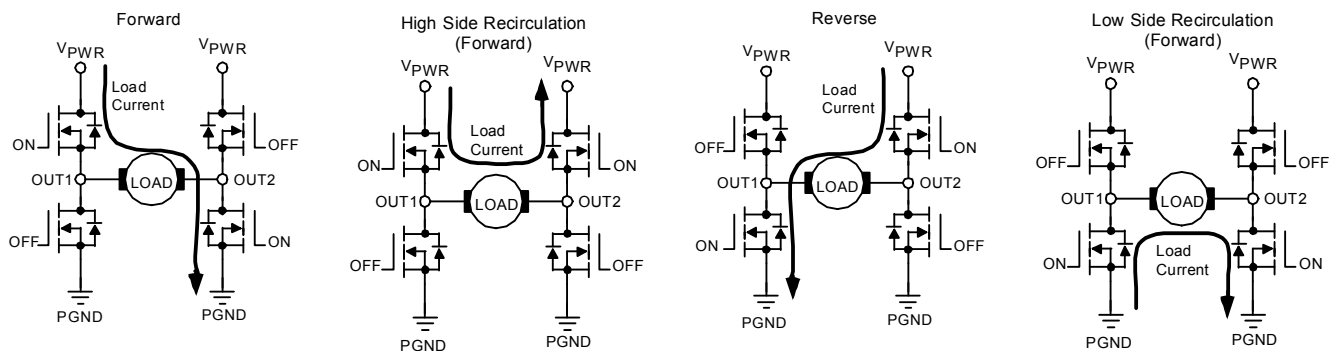 Forward
VPWR
VPWR
Load
Current
ON
OFF
OUT1
LOAD
OUT2
OFF
ON
PGND
PGND
High Side Recirculation
(Forward)
VPWR
VPWR
Load
Current
ON
ON
OUT1
LOAD
OUT2
OFF
OFF
PGND
PGND
Reverse
VPWR
VPWR
Load
Current
OFF
ON
OUT1
LOAD
OUT2
ON
OFF
PGND
PGND
Low Side Recirculation
(Forward)
VPWR
VPWR
OFF
OFF
OUT1
LOAD
OUT2
Load
Current
ON
ON
PGND
PGND